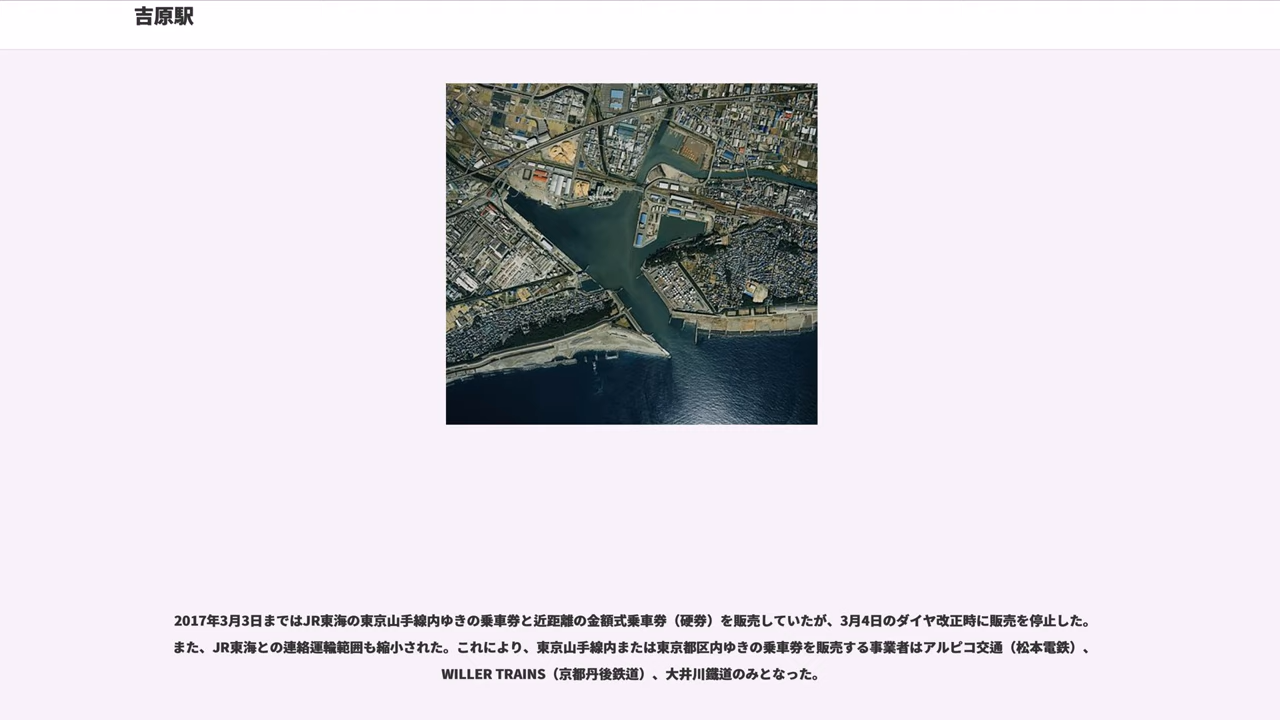 吉原駅
2017年3月3日まではJR東海の東京山手線内ゆきの乗車券と近距離の金額式乗車券（硬券）を販売していたが、3月4日のダイヤ改正時に販売を停止した。
また、JR東海との連絡運輸範囲も縮小された。これにより、東京山手線内または東京都区内ゆきの乗車券を販売する事業者はアルピコ交通（松本電鉄）、
WILLER TRAINS（京都丹後鉄道）、大井川鐵道のみとなった。